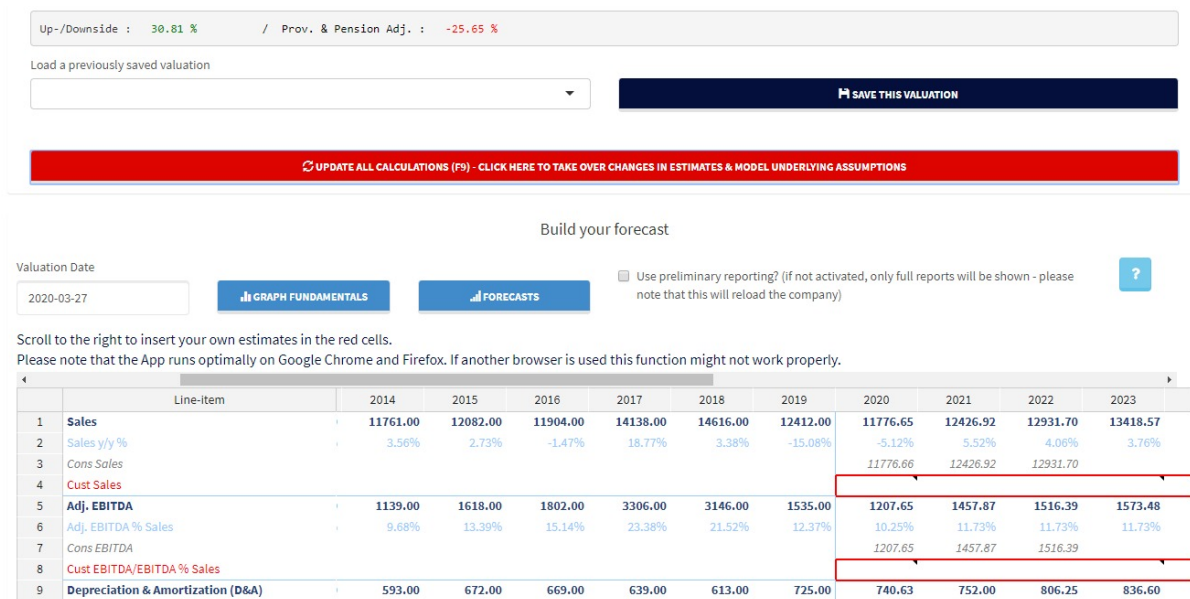 Up-/Downside : 30.81 % / Prov. & Pension Adj. : -25.65 %
Load a previously saved valuation
SAVE THIS VALUATION
UPDATE ALL CALCULATIONS (F9) - CLICK HERE TO TAKE OVER CHANGES IN ESTIMATES & MODEL UNDERLYING ASSUMPTIONS
Build your forecast
Valuation Date
2020-03-27
GRAPH FUNDAMENTALS
FORECASTS
Use preliminary reporting? (if not activated, only full reports will be shown - please
note that this will reload the company)
?
Scroll to the right to insert your own estimates in the red cells.
Please note that the App runs optimally on Google Chrome and Firefox. If another browser is used this function might not work properly.
Line-item 2014 2015 2016 2017 2018 2019 2020 2021 2022 2023
1 Sales 11761.00 12082.00 11904.00 14138.00 14616.00 12412.00 11776.65 12426.92 12931.70 13418.57
2 Sales y/y % 3.56% 2.73% -1.47% 18.77% 3.38% -15.08% -5.12% 5.52% 4.06% 3.76%
3 Cons Sales 11776.66 12426.92 12931.70
4 Cust Sales
5 Adj. EBITDA 1139.00 1618.00 1802.00 3306.00 3146.00 1535.00 1207.65 1457.87 1516.39 1573.48
6 Adj. EBITDA % Sales 9.68% 13.39% 15.14% 23.38% 21.52% 12.37% 10.25% 11.73% 11.73% 11.73%
7 Cons EBITDA 1207.65 1457.87 1516.39
8 Cust EBITDA/EBITDA % Sales
9 Depreciation & Amortization (D&A) 593.00 672.00 669.00 639.00 613.00 725.00 740.63 752.00 806.25 836.60